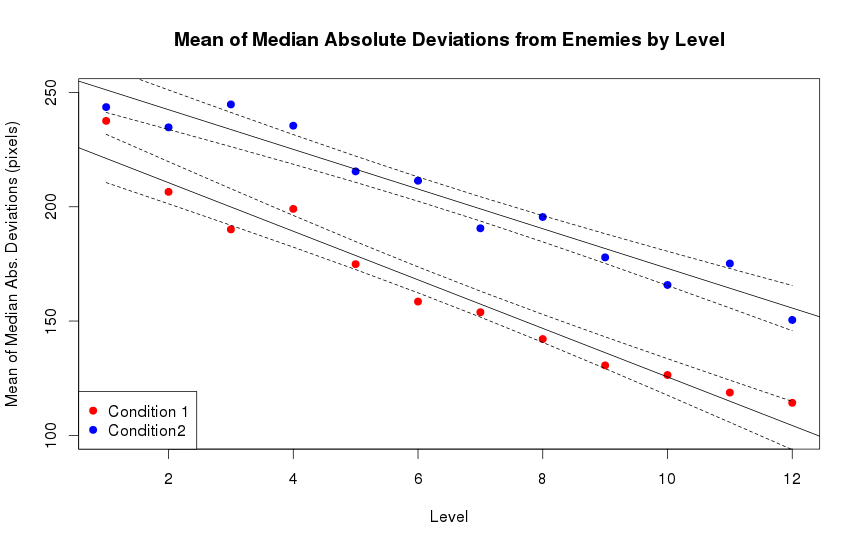 Mean of Median Absolute Deviations from Enemies by Level
Mean of Median Abs. Deviations (pixels)
250
200
150
100
Condition 1
Condition2
2 4 6 8 10 12
Level